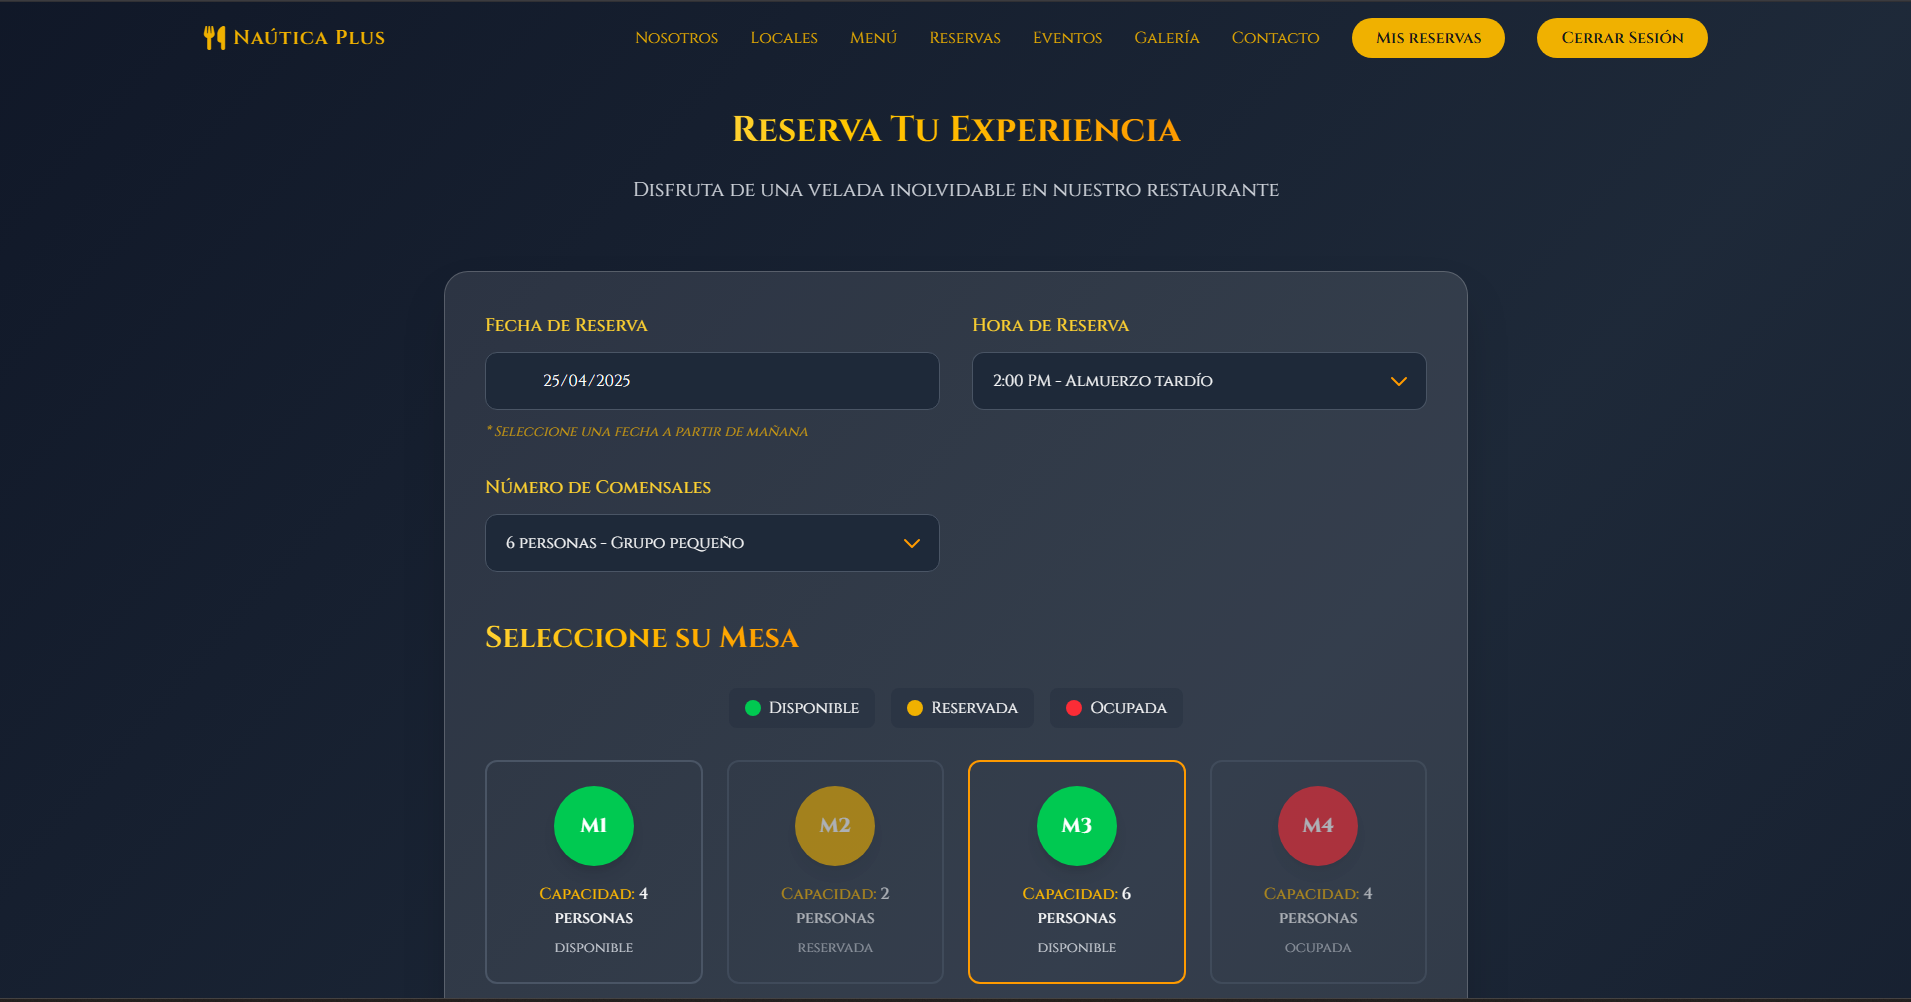 Naútica Plus
Nosotros Locales Menú Reservas Eventos Galería Contacto Mis reservas Cerrar Sesión
Reserva Tu Experiencia
Disfruta de una velada inolvidable en nuestro restaurante
Fecha de Reserva
Hora de Reserva
25/04/2025
2:00 PM - Almuerzo tardío
* Seleccione una fecha a partir de mañana
Número de Comensales
6 personas - Grupo pequeño
Seleccione su Mesa
Disponible Reservada Ocupada
M1
Capacidad: 4
personas
disponible
M2
Capacidad: 2
personas
reservada
M3
Capacidad: 6
personas
disponible
M4
Capacidad: 4
personas
ocupada